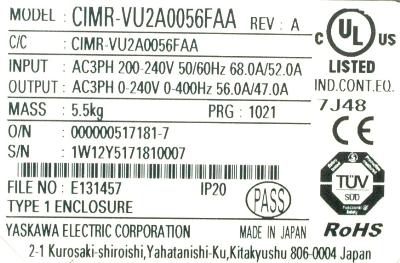 MODEL : CIMR-VU2A0056FAA REV : A
C/C : CIMR-VU2A0056FAA
INPUT : AC3PH 200-240V 50/60Hz 68.0A/52.0A
OUTPUT : AC3PH 0-240V 0-400Hz 56.0A/47.0A
MASS : 5.5kg PRG : 1021
O/N : 000000517181-7
S/N : 1W12Y5171810007
FILE NO : E131457 IP20
TYPE 1 ENCLOSURE
PASS
YASKAWA ELECTRIC CORPORATION MADE IN JAPAN
2-1 Kurosaki-shiroishi,Yahatanishi-Ku,Kitakyushu 806-0004 Japan
c UL us
LISTED
IND.CONT.EQ.
7J48
CE
TÜV
SÜD
RoHS